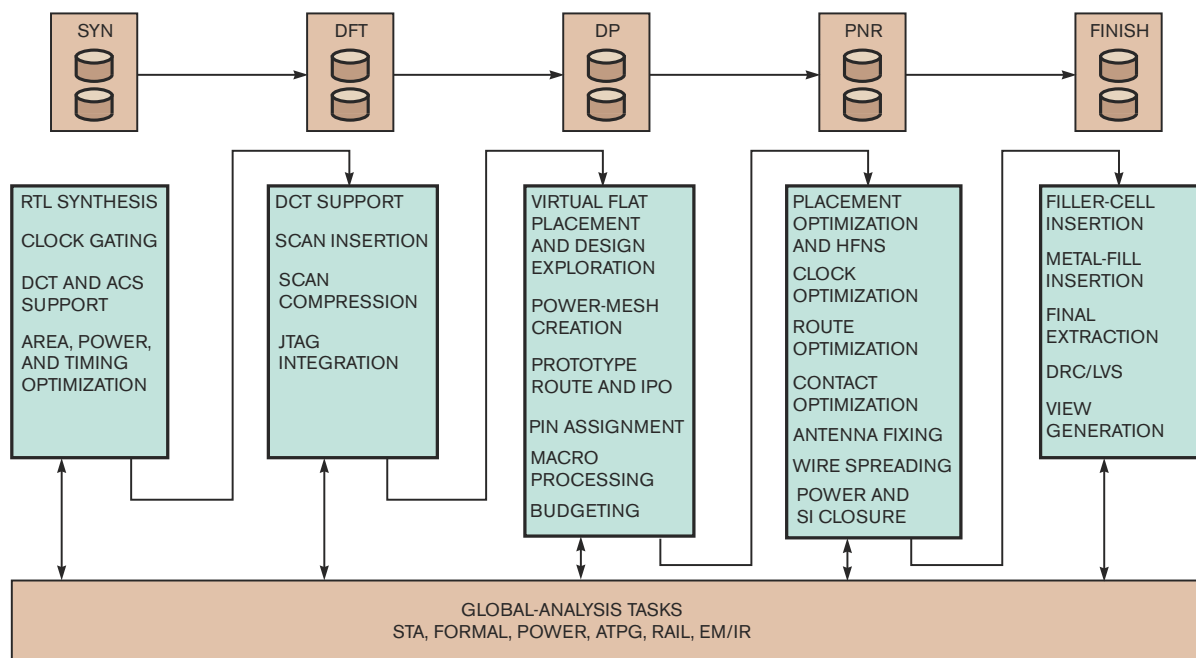 SYN
DFT
DP
PNR
FINISH
RTL SYNTHESIS
CLOCK GATING
DCT AND ACS
SUPPORT
AREA, POWER,
AND TIMING
OPTIMIZATION
DCT SUPPORT
SCAN INSERTION
SCAN
COMPRESSION
JTAG
INTEGRATION
VIRTUAL FLAT
PLACEMENT
AND DESIGN
EXPLORATION
POWER-MESH
CREATION
PROTOTYPE
ROUTE AND IPO
PIN ASSIGNMENT
MACRO
PROCESSING
BUDGETING
PLACEMENT
OPTIMIZATION
AND HFNS
CLOCK
OPTIMIZATION
ROUTE
OPTIMIZATION
CONTACT
OPTIMIZATION
ANTENNA FIXING
WIRE SPREADING
POWER AND
SI CLOSURE
FILLER-CELL
INSERTION
METAL-FILL
INSERTION
FINAL
EXTRACTION
DRC/LVS
VIEW
GENERATION
GLOBAL-ANALYSIS TASKS
STA, FORMAL, POWER, ATPG, RAIL, EM/IR